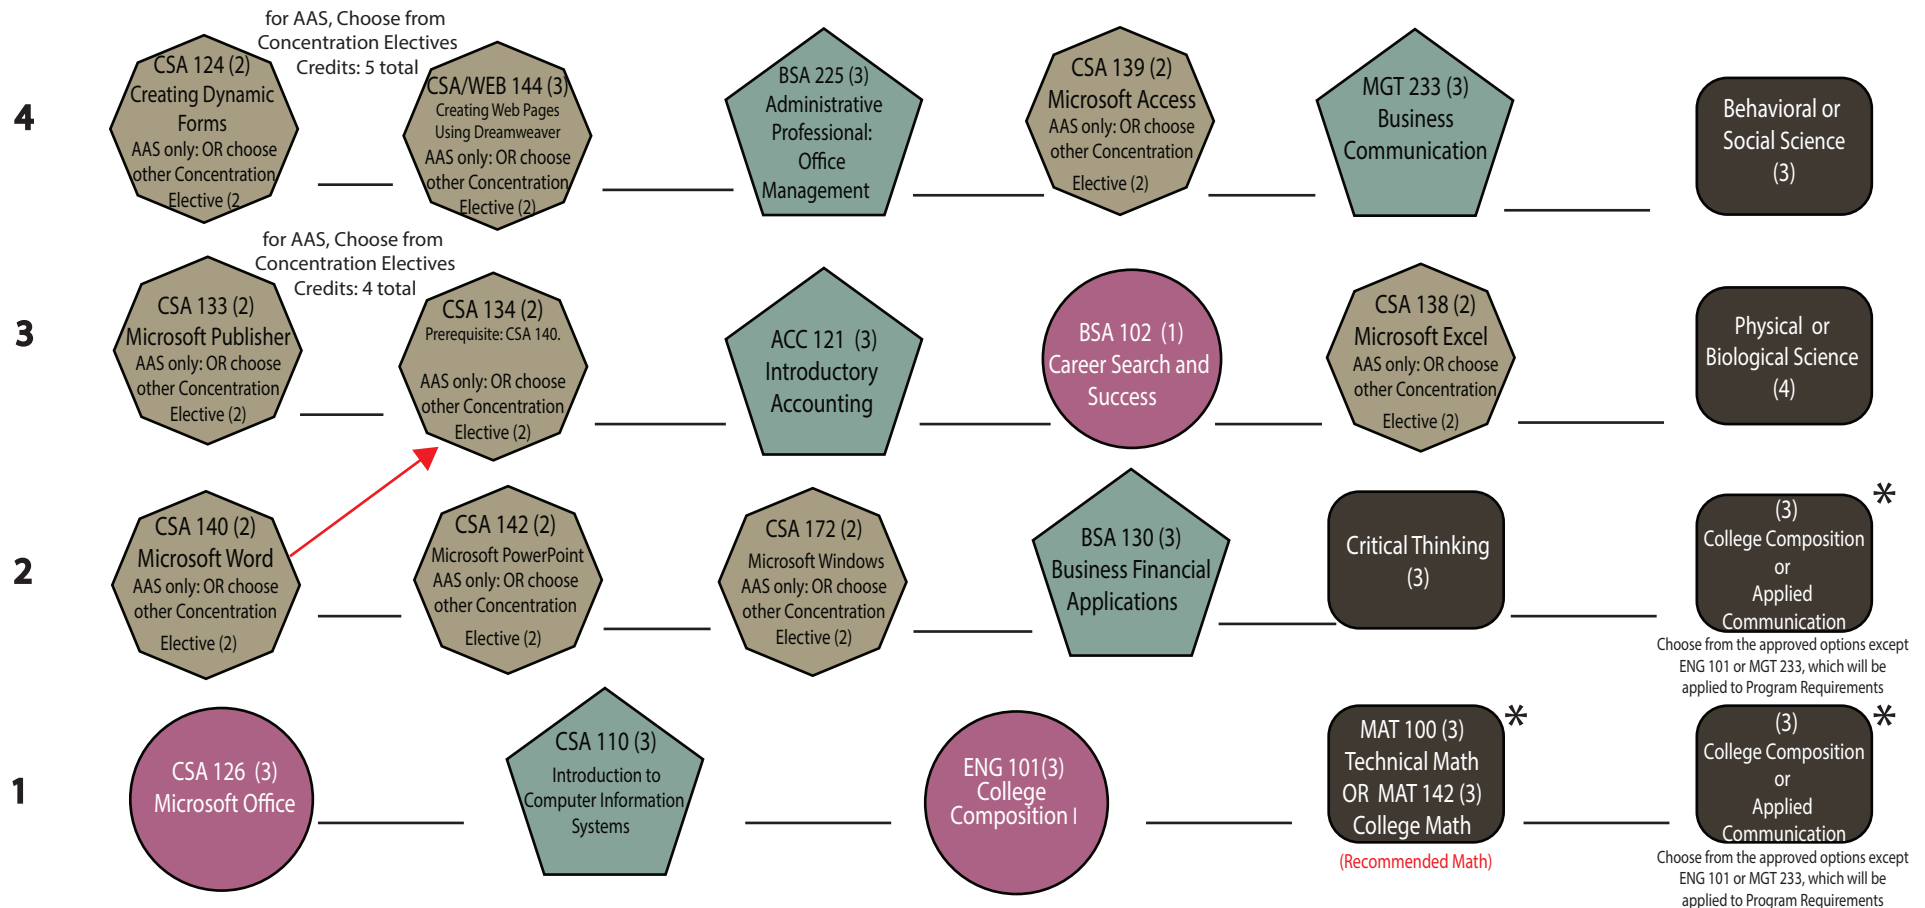 4
for AAS, Choose from
Concentration Electives
Credits: 5 total
CSA 124 (2)
Creating Dynamic
Forms
AAS only: OR choose
other Concentration
Elective (2
CSA/WEB 144 (3)
Creating Web Pages
Using Dreamweaver
AAS only: OR choose
other Concentration
Elective (2)
BSA 225 (3)
Administrative
Professional:
Office
Management
CSA 139 (2)
Microsoft Access
AAS only: OR choose
other Concentration
Elective (2)
MGT 233 (3)
Business
Communication
Behavioral or
Social Science
(3)
3
for AAS, Choose from
Concentration Electives
Credits: 4 total
CSA 133 (2)
Microsoft Publisher
AAS only: OR choose
other Concentration
Elective (2)
CSA 134 (2)
Prerequisite: CSA 140.
AAS only: OR choose
other Concentration
Elective (2)
ACC 121 (3)
Introductory
Accounting
BSA 102 (1)
Career Search and
Success
CSA 138 (2)
Microsoft Excel
AAS only: OR choose
other Concentration
Elective (2)
Physical or
Biological Science
(4)
2
CSA 140 (2)
Microsoft Word
AAS only: OR choose
other Concentration
Elective (2)
CSA 142 (2)
Microsoft PowerPoint
AAS only: OR choose
other Concentration
Elective (2)
CSA 172 (2)
Microsoft Windows
AAS only: OR choose
other Concentration
Elective (2)
BSA 130 (3)
Business Financial
Applications
Critical Thinking
(3)
*
(3)
College Composition
or
Applied
Communication
Choose from the approved options except
ENG 101 or MGT 233, which will be
applied to Program Requirements
1
CSA 126 (3)
Microsoft Office
CSA 110 (3)
Introduction to
Computer Information
Systems
ENG 101(3)
College
Composition I
*
MAT 100 (3)
Technical Math
OR MAT 142 (3)
College Math
(Recommended Math)
*
(3)
College Composition
or
Applied
Communication
Choose from the approved options except
ENG 101 or MGT 233, which will be
applied to Program Requirements